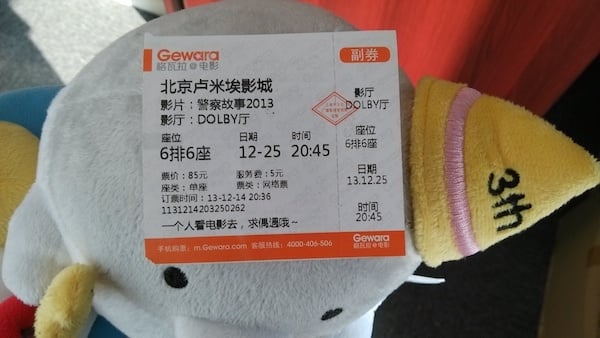 Gewara
格瓦拉@电影
副券
北京卢米埃影城
影片：警察故事2013
影厅：DOLBY厅
座位 日期 时间
6排6座 12-25 20:45
票价：85元 服务费：5元
座类：单座 票类：网络票
订票时间：13-12-14 20:36
1131214203250262
一个人看电影去，求偶遇哦～
手机购票：m.Gewara.com 客服热线：4000-406-506
影厅
DOLBY厅
座位
6排6座
日期
13.12.25
时间
20:45
Gewara
格瓦拉@电影
3th